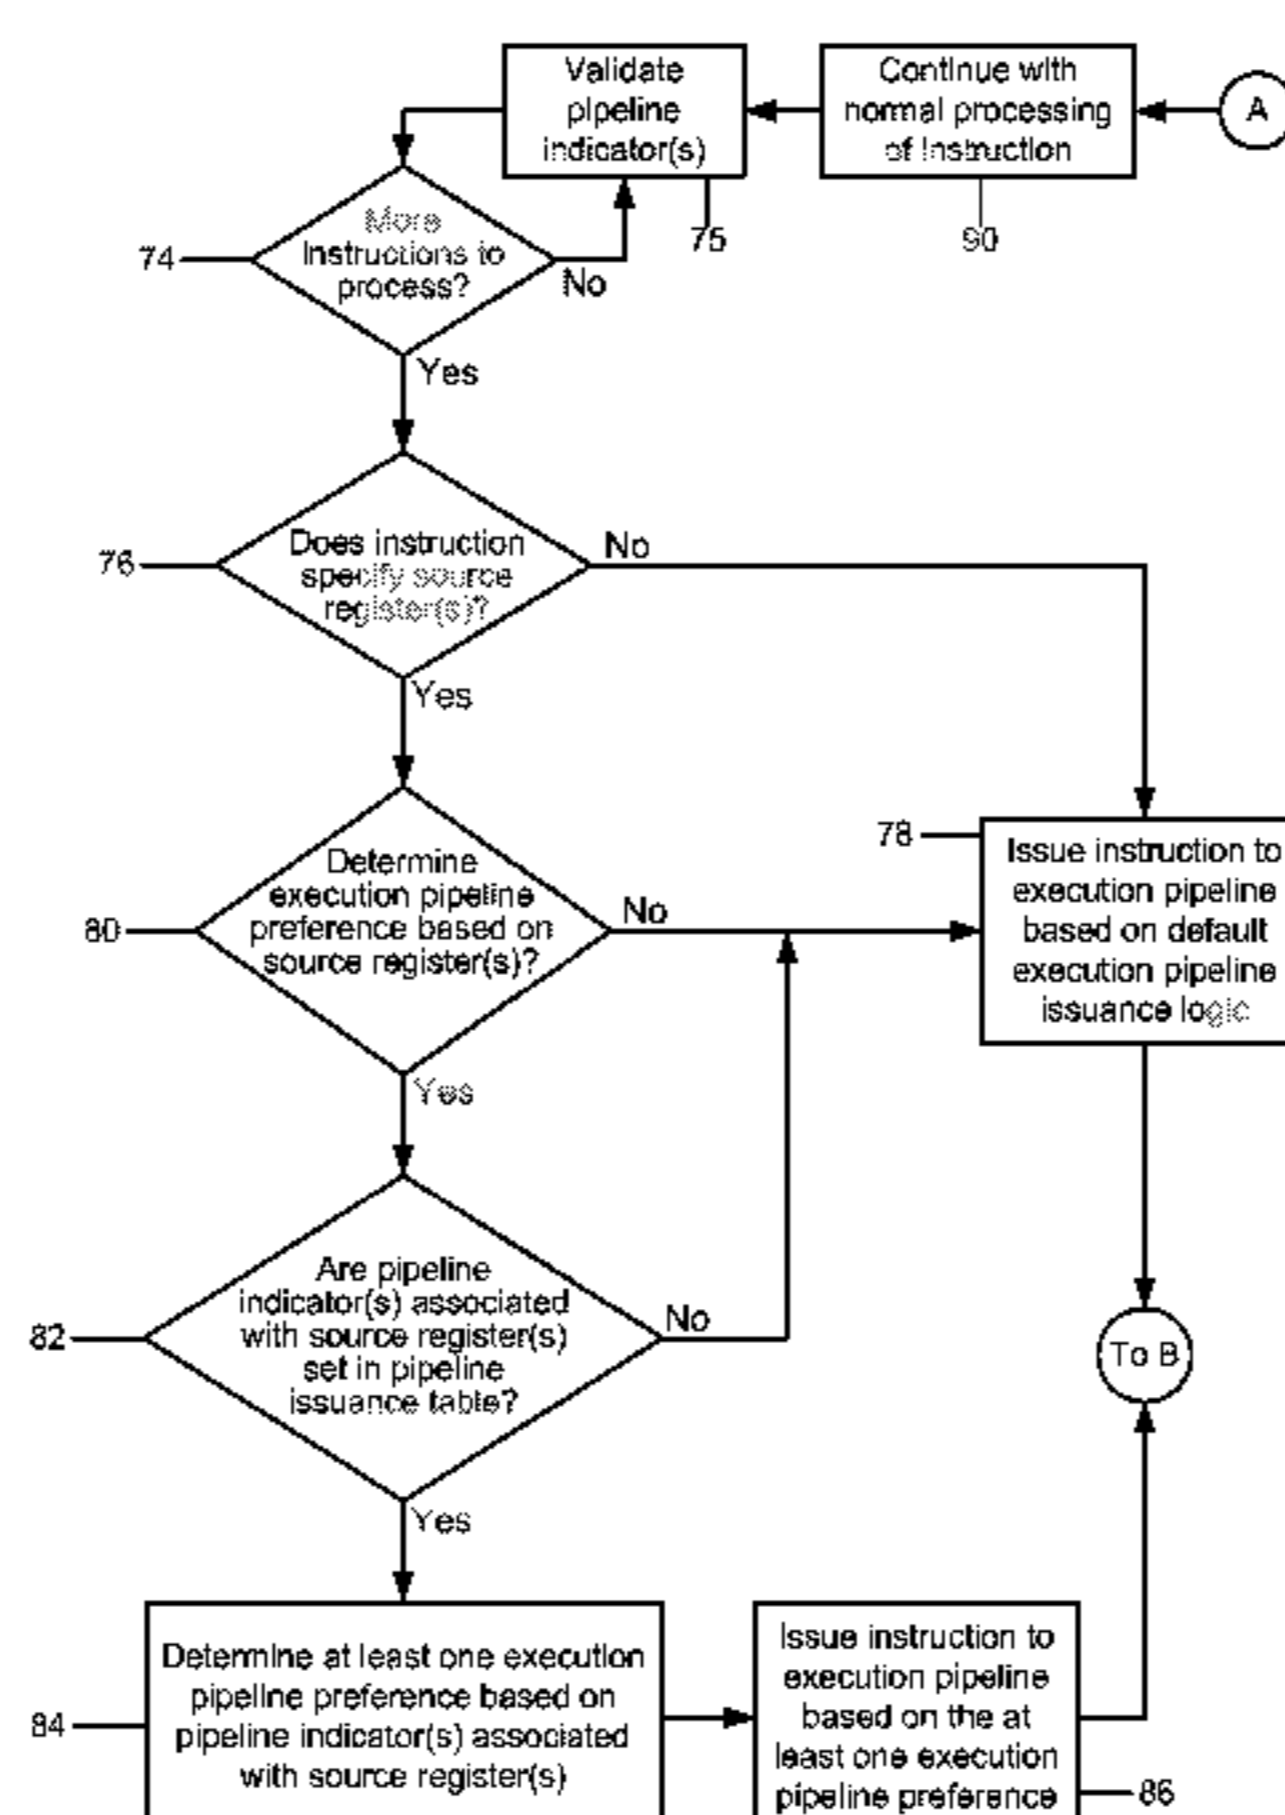 Validate
pipeline
indicator(s)
Continue with
normal processing
of Instruction
A
More
Instructions to
process?
74
No
75
90
Yes
Does instruction
specify source
register(s)?
76
No
Yes
Determine
execution pipeline
preference based on
source register(s)?
80
No
78
Issue instruction to
execution pipeline
based on default
execution pipeline
issuance logic
Yes
Are pipeline
indicator(s) associated
with source register(s)
set in pipeline
issuance table?
82
No
To B
Yes
Determine at least one execution
pipeline preference based on
pipeline indicator(s) associated
with source register(s)
84
Issue instruction to
execution pipeline
based on the at
least one execution
pipeline preference
86